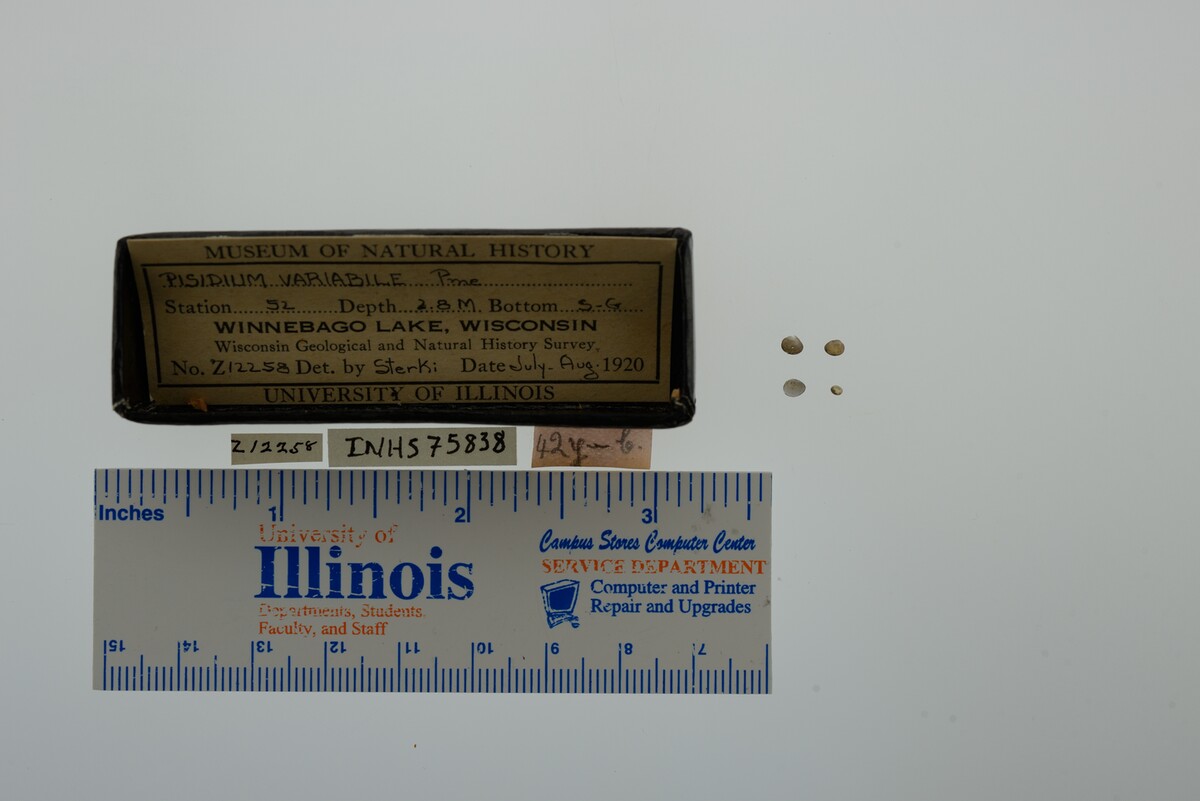 MUSEUM OF NATURAL HISTORY
PISIDIUM VARIABILE Pme
Station 52 Depth 2.8 M. Bottom S-G
WINNEBAGO LAKE, WISCONSIN
Wisconsin Geological and Natural History Survey,
No. Z12258 Det. by Sterki Date July-Aug. 1920
UNIVERSITY OF ILLINOIS
Z12258 INHS 75838 42y-b.
Inches 1 2 3
University of
Illinois
Departments, Students,
Faculty, and Staff
Campus Stores Computer Center
SERVICE DEPARTMENT
Computer and Printer
Repair and Upgrades
15 14 13 12 11 10 9 8 7